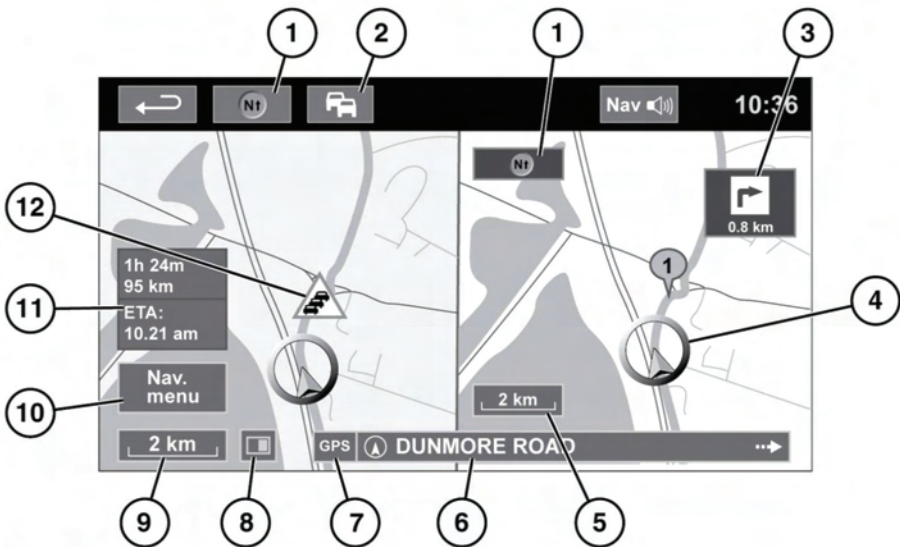 1
2
1
3
N↑
Nav
10:36
N↑
0.8 km
12
1h 24m
95 km
1
11
ETA:
10.21 am
4
10
Nav.
menu
2 km
2 km
GPS
DUNMORE ROAD
9
8
7
6
5